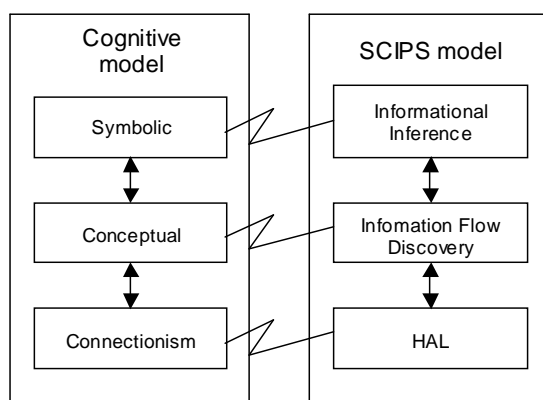 Cognitive
model
Symbolic
Conceptual
Connectionism
SCIPS model
Informational
Inference
Infomation Flow
Discovery
HAL